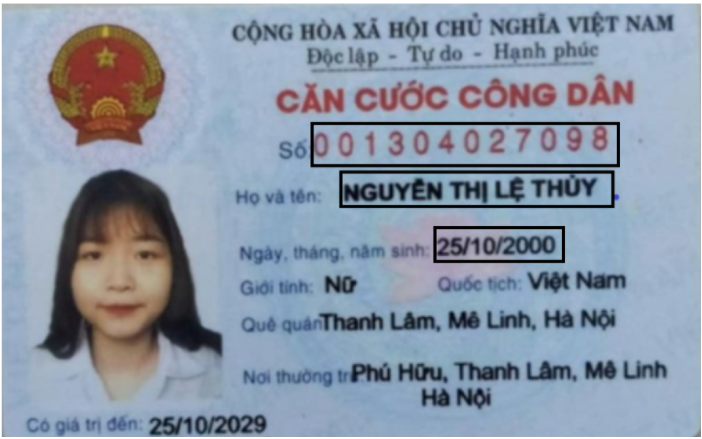 CỘNG HÒA XÃ HỘI CHỦ NGHĨA VIỆT NAM
Độc lập - Tự do - Hạnh phúc
CĂN CƯỚC CÔNG DÂN
Số 001304027098
Họ và tên: NGUYỄN THỊ LỆ THỦY
Ngày, tháng, năm sinh: 25/10/2000
Giới tính: Nữ Quốc tịch: Việt Nam
Quê quán Thanh Lâm, Mê Linh, Hà Nội
Nơi thường tr Phú Hữu, Thanh Lâm, Mê Linh
Hà Nội
Có giá trị đến: 25/10/2029